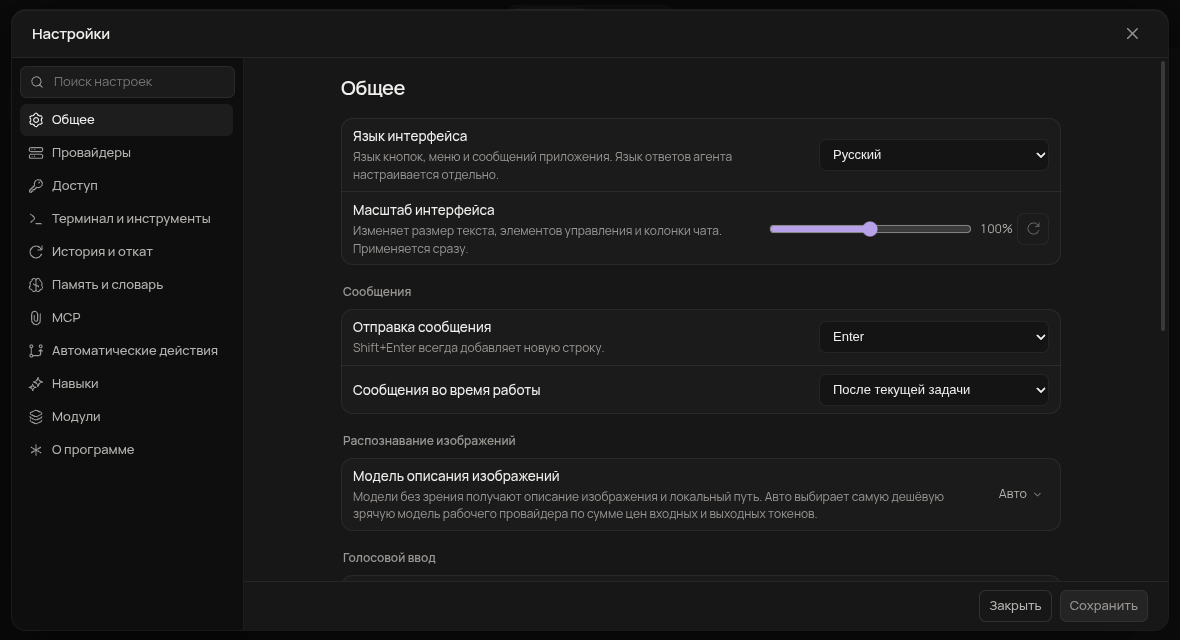 Настройки
Поиск настроек
Общее
Провайдеры
Доступ
Терминал и инструменты
История и откат
Память и словарь
MCP
Автоматические действия
Навыки
Модули
О программе
Общее
Язык интерфейса
Язык кнопок, меню и сообщений приложения. Язык ответов агента
настраивается отдельно.
Русский
Масштаб интерфейса
Изменяет размер текста, элементов управления и колонки чата.
Применяется сразу.
100%
Сообщения
Отправка сообщения
Shift+Enter всегда добавляет новую строку.
Enter
Сообщения во время работы
После текущей задачи
Распознавание изображений
Модель описания изображений
Модели без зрения получают описание изображения и локальный путь. Авто выбирает самую дешёвую
зрячую модель рабочего провайдера по сумме цен входных и выходных токенов.
Авто
Голосовой ввод
Закрыть
Сохранить